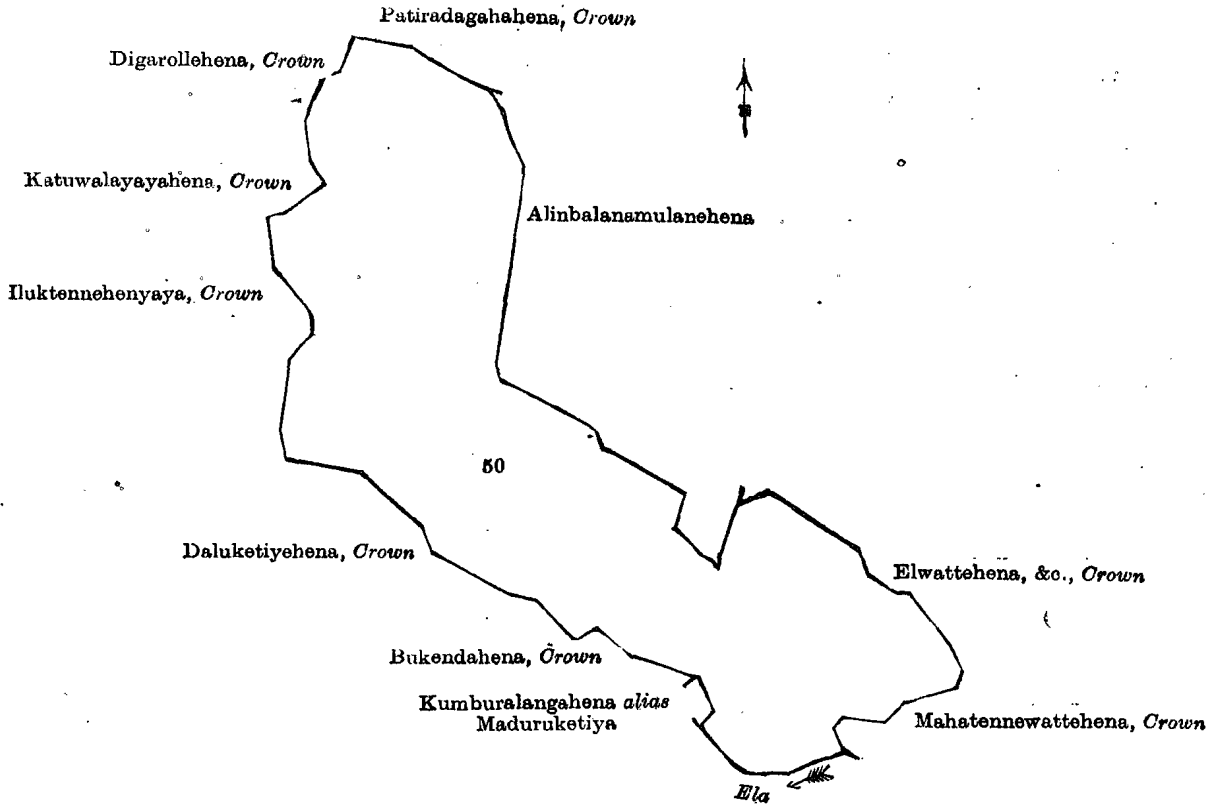 Patiradagahahena, Crown
Digarollehena, Crown
Katuwalayayahena, Crown
Alinbalanamulanehena
Iluktennehenyaya, Crown
50
Daluketiyehena, Crown
Elwattehena, &c., Crown
Bukendahena, Crown
Kumburalangahena alias
Maduruketiya
Mahatennewattehena, Crown
Ela